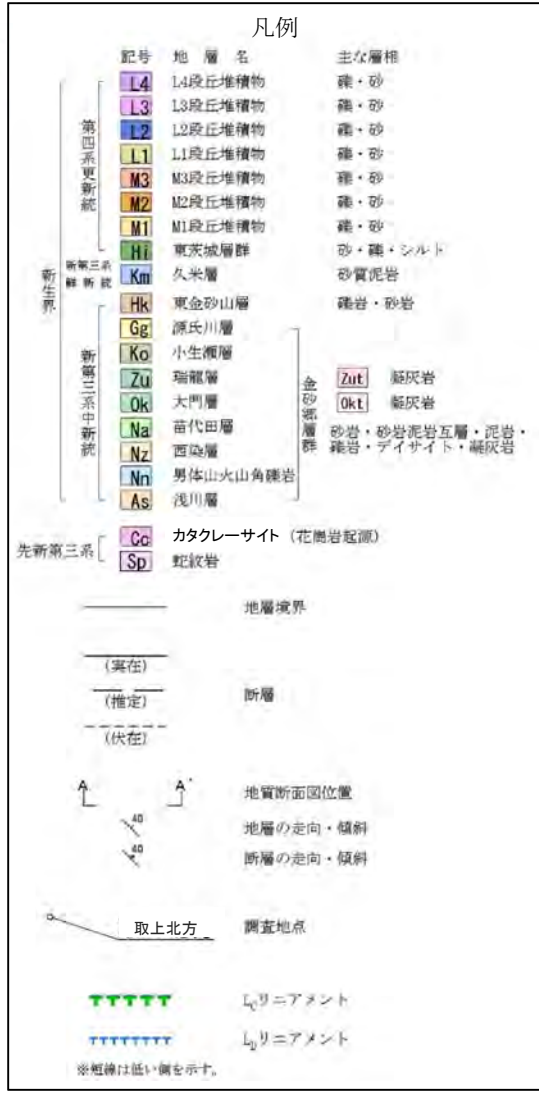 凡例
記号 地層名 主な層相
新生界
第四系更新統
L4 L4段丘堆積物 礫・砂
L3 L3段丘堆積物 礫・砂
L2 L2段丘堆積物 礫・砂
L1 L1段丘堆積物 礫・砂
M3 M3段丘堆積物 礫・砂
M2 M2段丘堆積物 礫・砂
M1 M1段丘堆積物 礫・砂
Hi 東茨城層群 砂・礫・シルト
新第三系
鮮新統
Km 久米層 砂質泥岩
新第三系中新統
Hk 東金砂山層 礫岩・砂岩
Gg 源氏川層
Ko 小生瀬層
Zu 瑞龍層
Ok 大門層
Na 苗代田層
Nz 西染層
Nn 男体山火山角礫岩
As 浅川層
金砂郷層群
Zut 凝灰岩
Okt 凝灰岩
砂岩・砂岩泥岩互層・泥岩・
礫岩・デイサイト・凝灰岩
先新第三系
Cc カタクレーサイト (花崗岩起源)
Sp 蛇紋岩
地層境界
(実在)
(推定) 断層
(伏在)
A A' 地質断面図位置
40 地層の走向・傾斜
40 断層の走向・傾斜
取上北方 調査地点
LCリニアメント
LDリニアメント
※短線は低い側を示す。